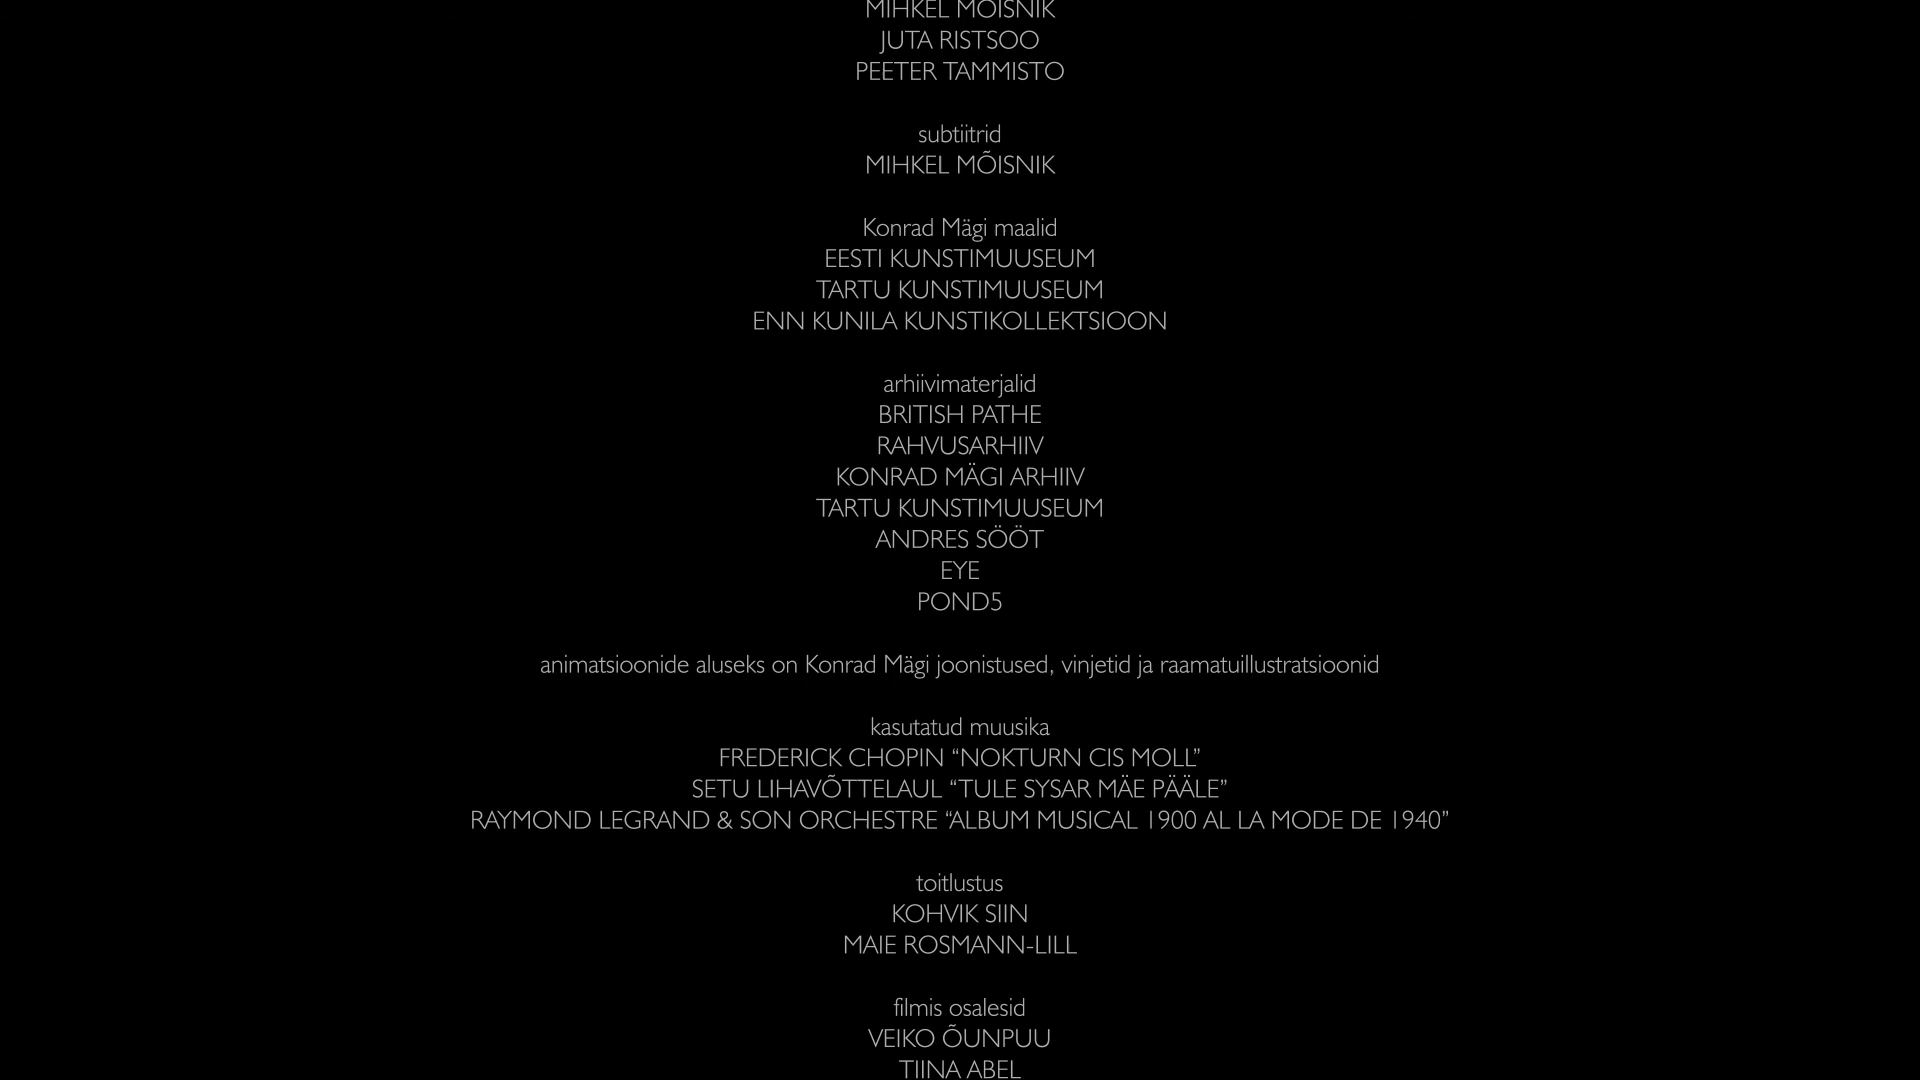 MIHKEL MÕISNIK
JUTA RISTSOO
PEETER TAMMISTO
subtiitrid
MIHKEL MÕISNIK
Konrad Mägi maalid
EESTI KUNSTIMUUSEUM
TARTU KUNSTIMUUSEUM
ENN KUNILA KUNSTIKOLLEKTSIOON
arhiivimaterjalid
BRITISH PATHE
RAHVUSARHIIV
KONRAD MÄGI ARHIIV
TARTU KUNSTIMUUSEUM
ANDRES SÖÖT
EYE
POND5
animatsioonide aluseks on Konrad Mägi joonistused, vinjetid ja raamatuillustratsioonid
kasutatud muusika
FREDERICK CHOPIN “NOKTURN CIS MOLL”
SETU LIHAVÕTTELAUL “TULE SYSAR MÄE PÄÄLE”
RAYMOND LEGRAND & SON ORCHESTRE “ALBUM MUSICAL 1900 AL LA MODE DE 1940”
toitlustus
KOHVIK SIIN
MAIE ROSMANN-LILL
filmis osalesid
VEIKO ÕUNPUU
TIINA ABEL